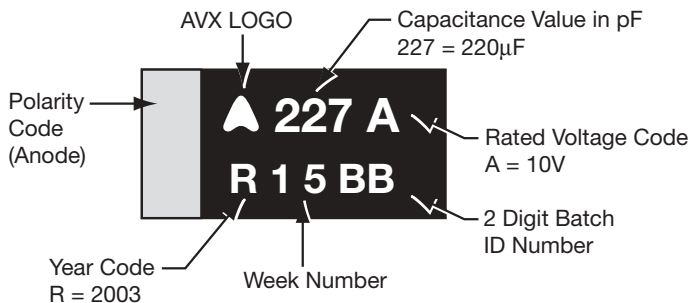 AVX LOGO
Capacitance Value in pF
227 = 220μF
Polarity
Code
(Anode)
227 A
Rated Voltage Code
A = 10V
R 1 5 BB
2 Digit Batch
ID Number
Year Code
R = 2003
Week Number